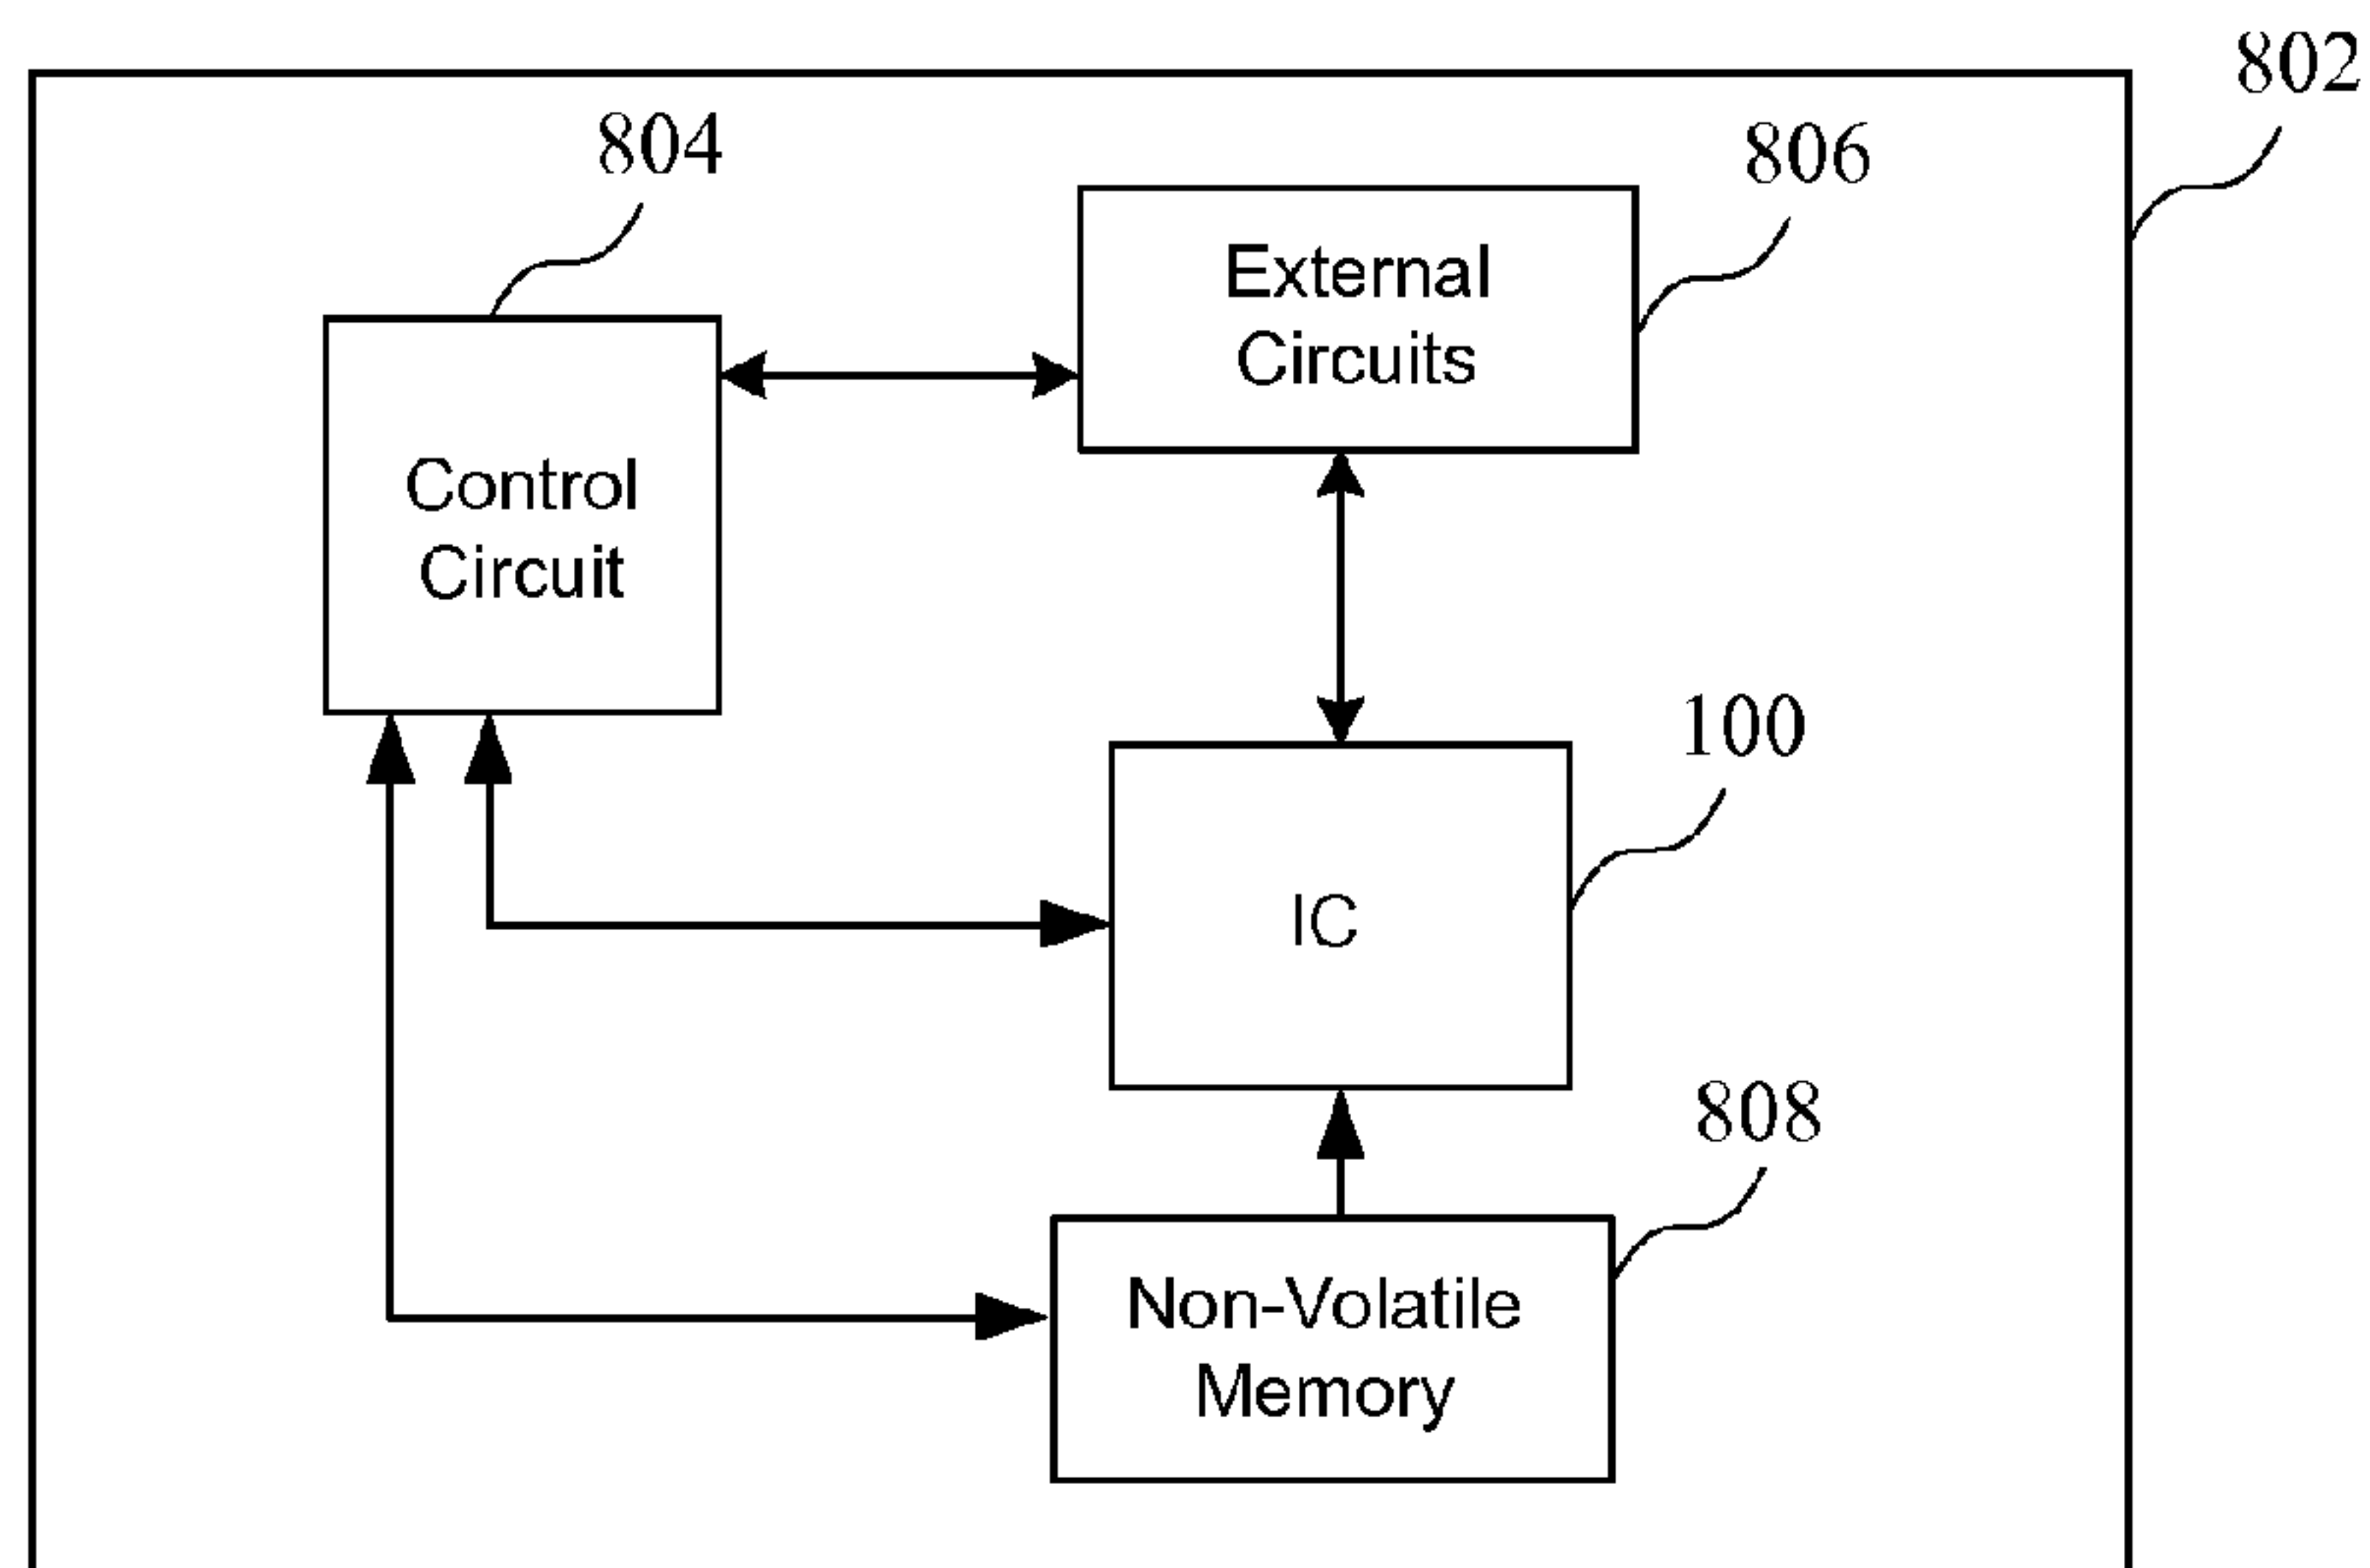 802
804
806
External
Circuits
Control
Circuit
100
IC
808
Non-Volatile
Memory